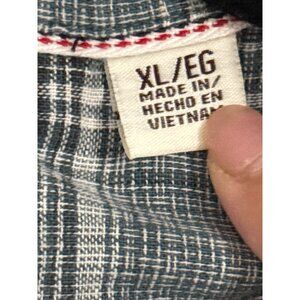 XL/EG
MADE IN/
HECHO EN
VIETNAM